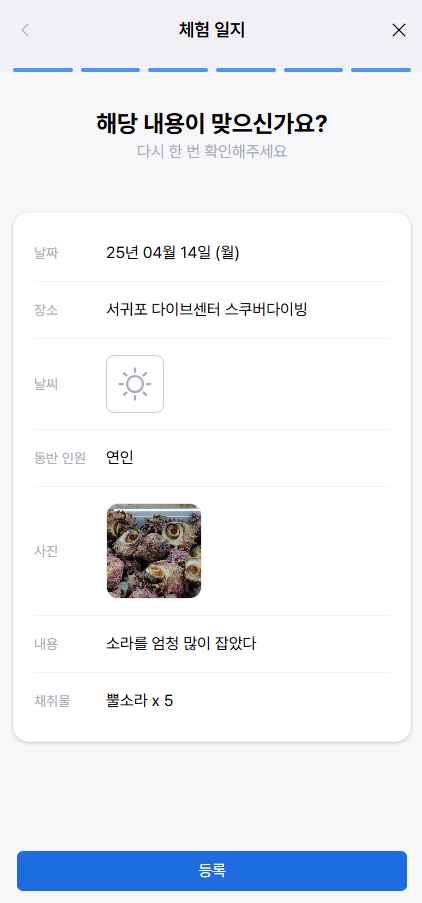 체험 일지
해당 내용이 맞으신가요?
다시 한 번 확인해주세요
날짜 25년 04월 14일 (월)
장소 서귀포 다이브센터 스쿠버다이빙
날씨
동반 인원 연인
사진
내용 소라를 엄청 많이 잡았다
채취물 뿔소라 x 5
등록